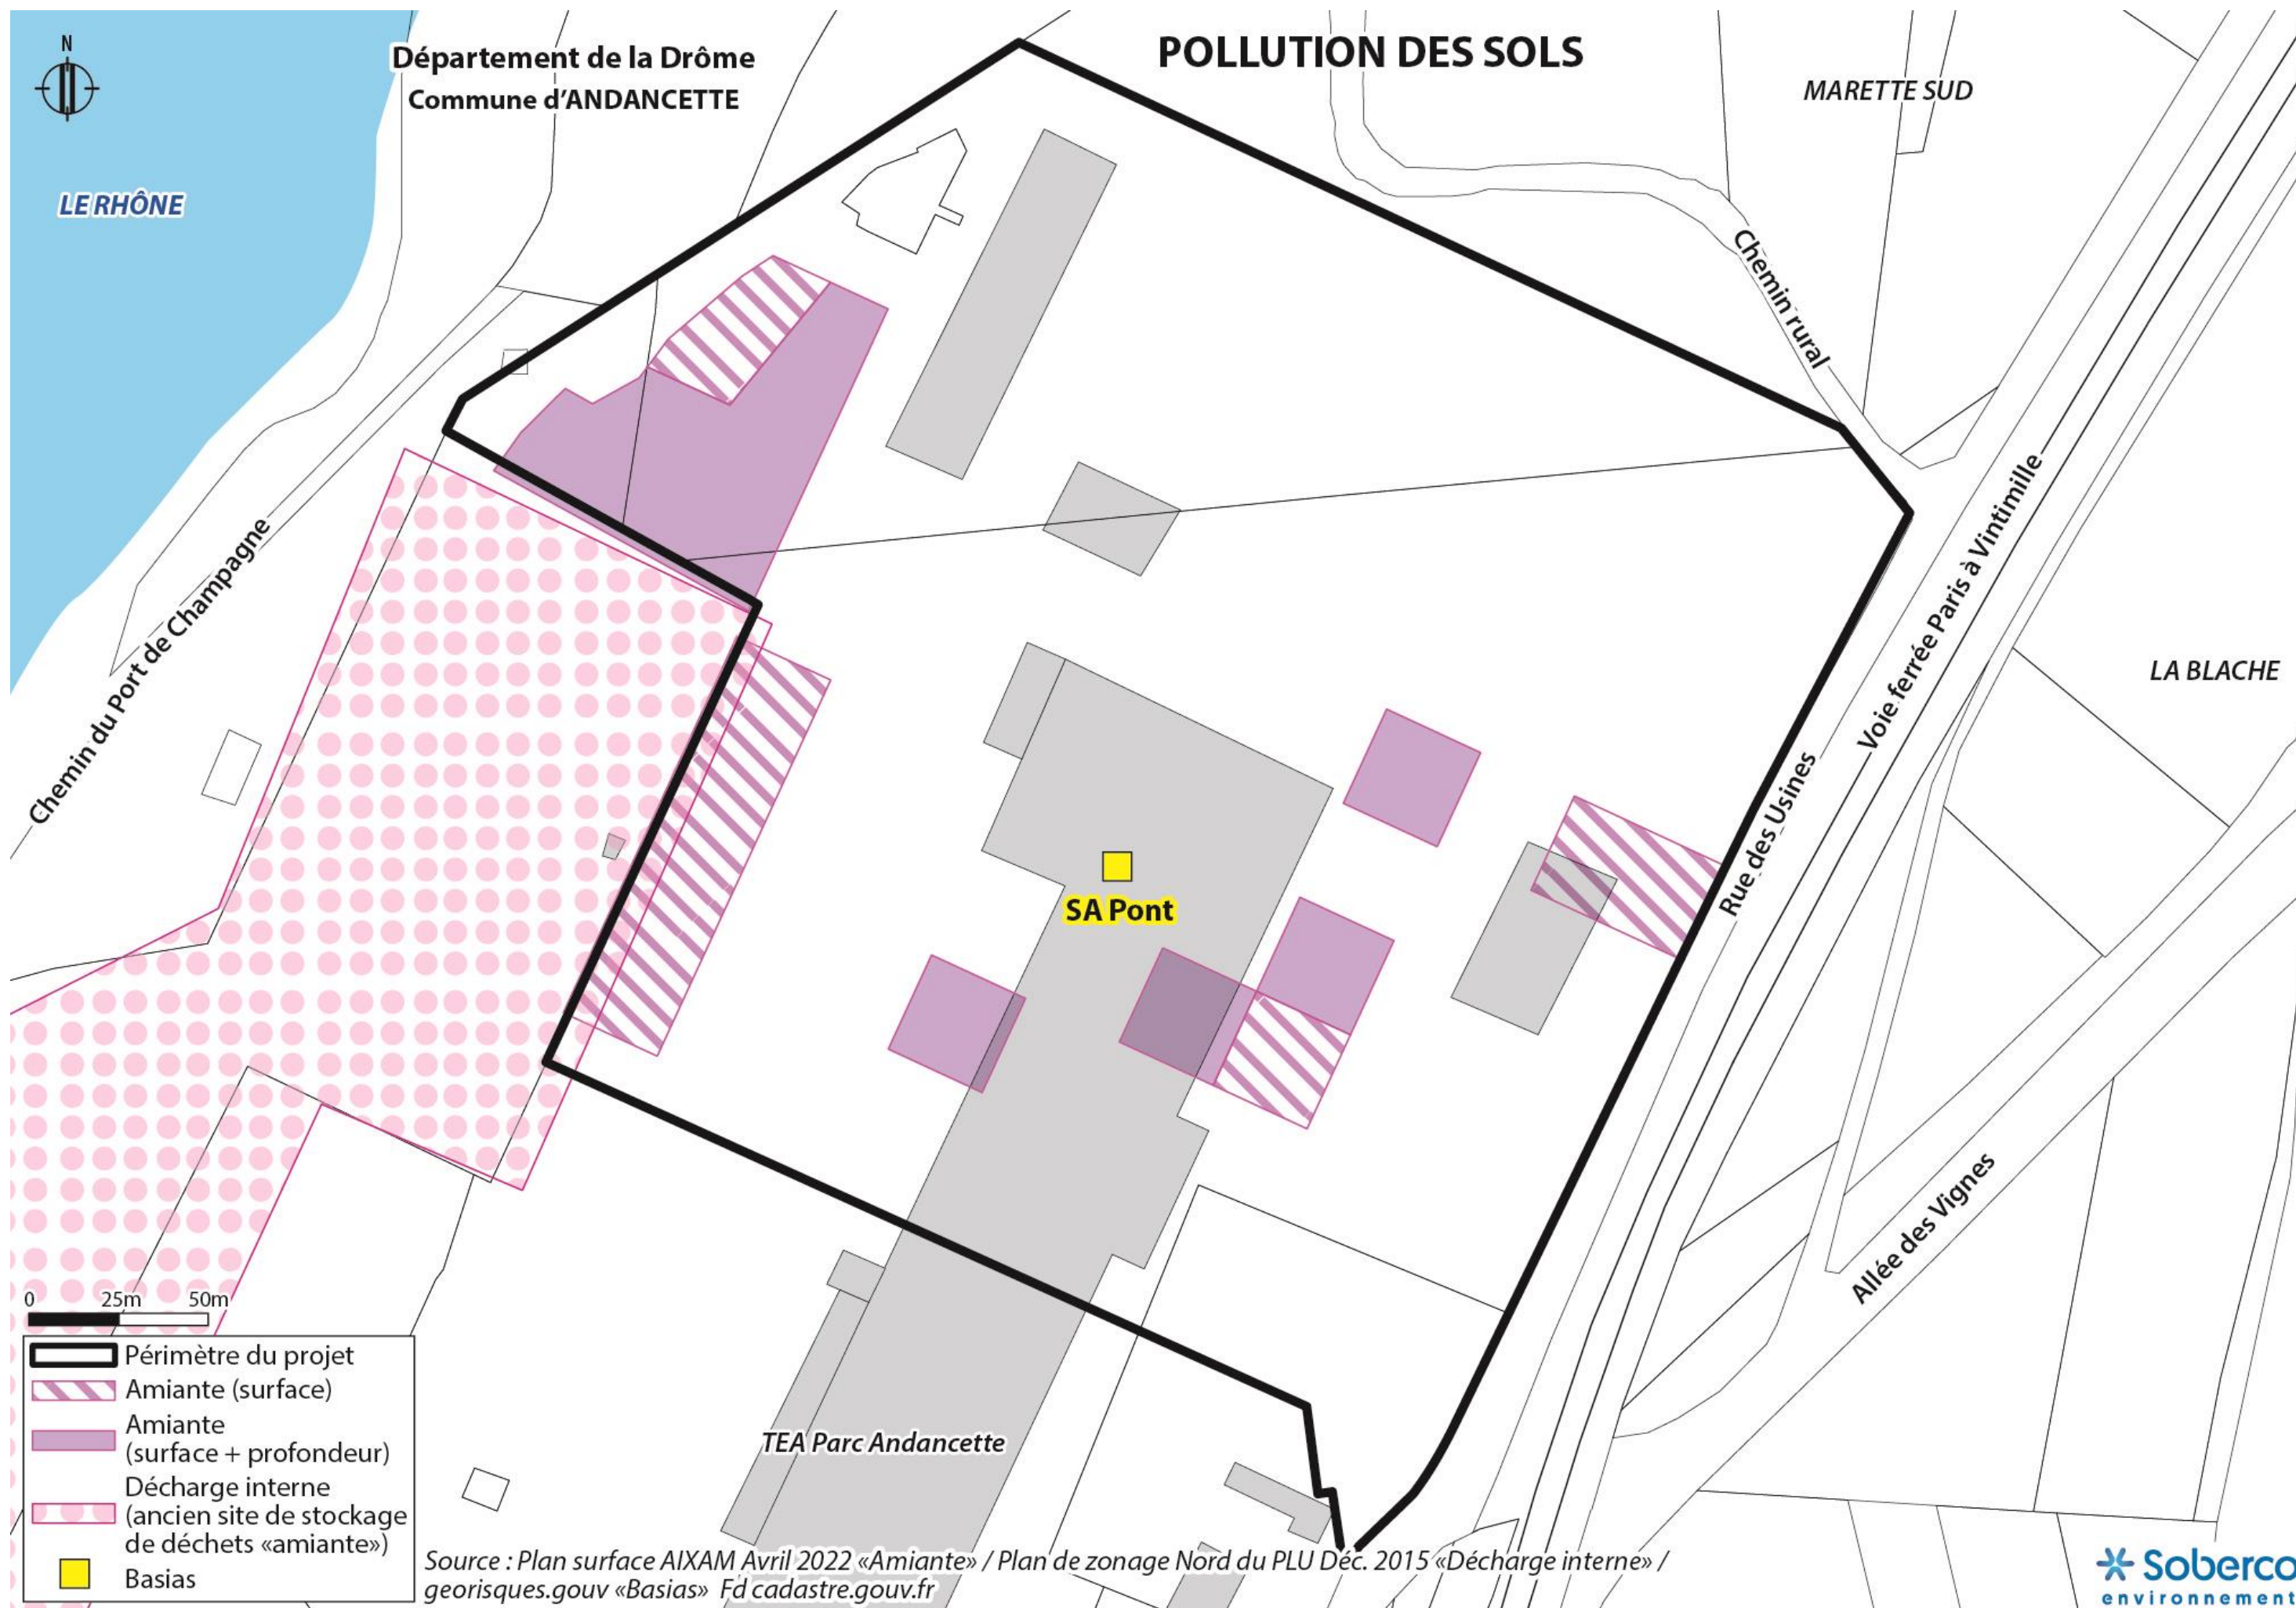 N
Département de la Drôme
Commune d'ANDANCETTE
POLLUTION DES SOLS
MARETTE SUD
LE RHÔNE
Chemin rural
Chemin du Port de Champagne
Voie ferrée Paris à Vintimille
LA BLACHE
Rue des Usines
SA Pont
Allée des Vignes
TEA Parc Andancette
0 25m 50m
Périmètre du projet
Amiante (surface)
Amiante
(surface + profondeur)
Décharge interne
(ancien site de stockage
de déchets «amiante»)
Basias
Source : Plan surface AIXAM Avril 2022 «Amiante» / Plan de zonage Nord du PLU Déc. 2015 «Décharge interne» /
georisques.gouv «Basias» Fd cadastre.gouv.fr
Soberco
environnement